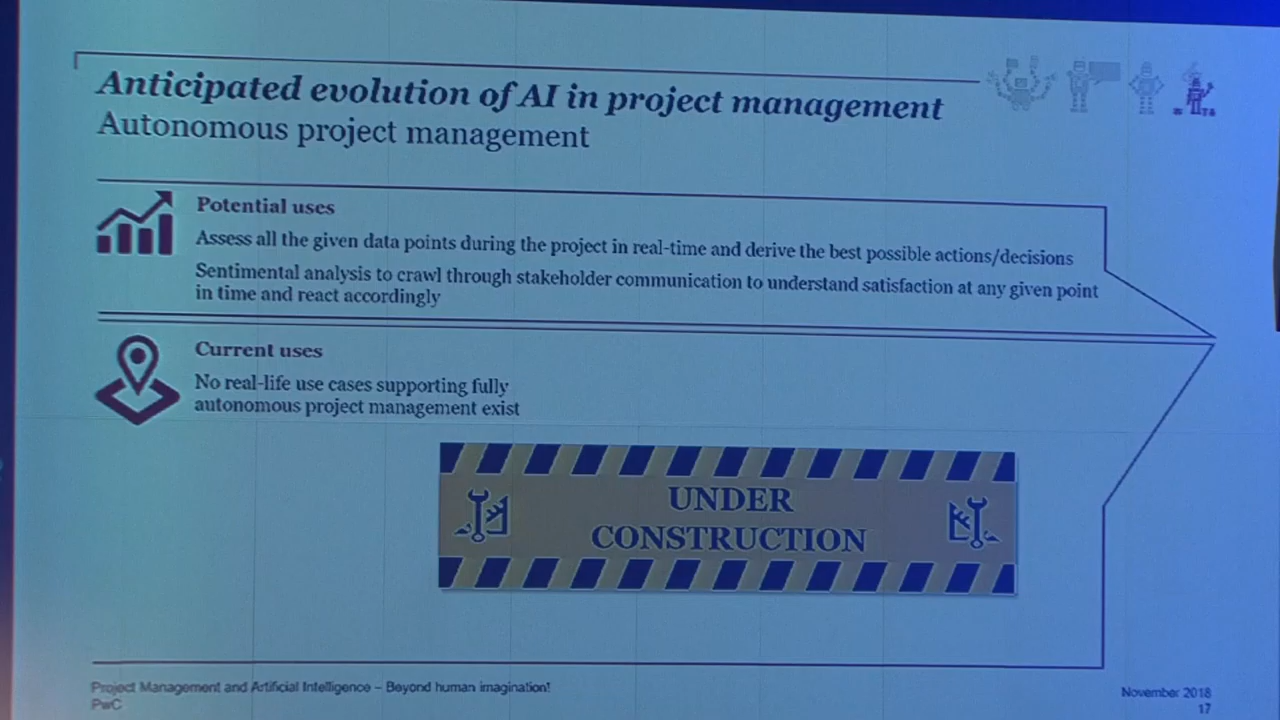 Anticipated evolution of AI in project management
Autonomous project management
Potential uses
Assess all the given data points during the project in real-time and derive the best possible actions/decisions
Sentimental analysis to crawl through stakeholder communication to understand satisfaction at any given point
in time and react accordingly
Current uses
No real-life use cases supporting fully
autonomous project management exist
UNDER
CONSTRUCTION
Project Management and Artificial Intelligence – Beyond human imagination!
PwC
November 2018
17